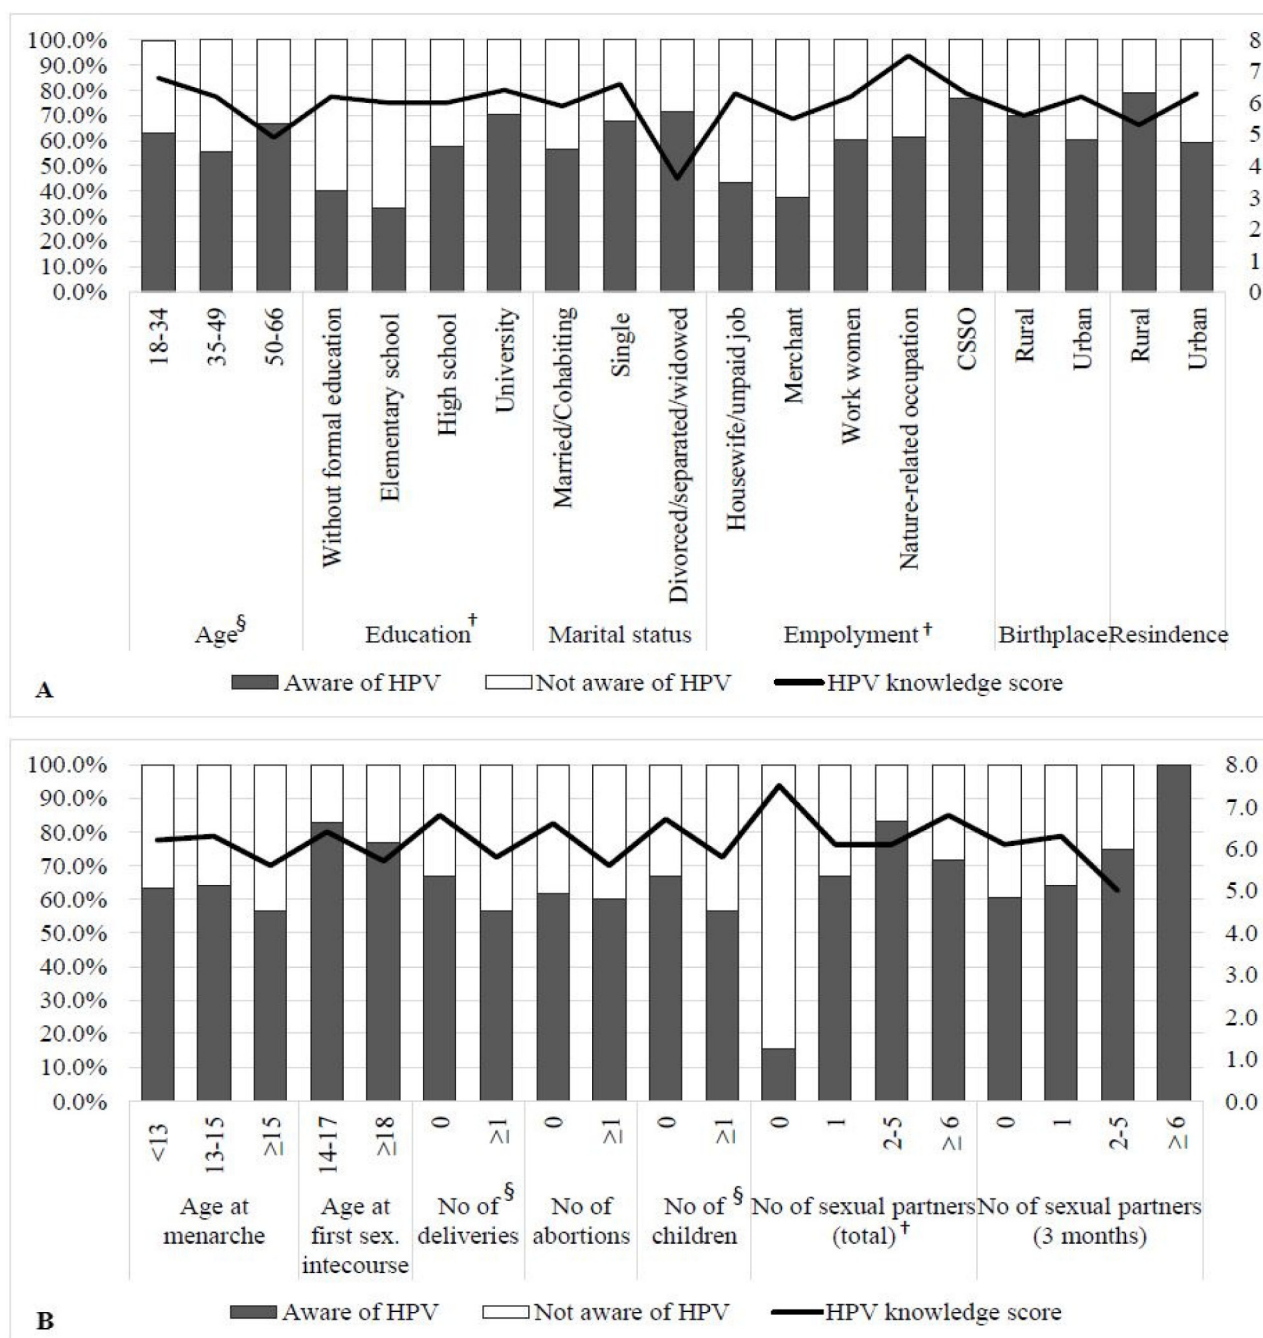 100.0%
90.0%
80.0%
70.0%
60.0%
50.0%
40.0%
30.0%
20.0%
10.0%
0.0%
8
7
6
5
4
3
2
1
0
18-34
35-49
50-66
Without formal education
Elementary school
High school
University
Married/Cohabiting
Single
Divorced/separated/widowed
Housewife/unpaid job
Merchant
Work women
Nature-related occupation
CSSO
Rural
Urban
Rural
Urban
Age§
Education†
Marital status
Empolyment†
Birthplace
Resindence
A
Aware of HPV
Not aware of HPV
HPV knowledge score
100.0%
90.0%
80.0%
70.0%
60.0%
50.0%
40.0%
30.0%
20.0%
10.0%
0.0%
8.0
7.0
6.0
5.0
4.0
3.0
2.0
1.0
0.0
<13
13-15
≥15
14-17
≥18
0
≥1
0
≥1
0
≥1
0
1
2-5
≥ 6
0
1
2-5
≥ 6
Age at
menarche
Age at
first sex.
intecourse
No of§
deliveries
No of
abortions
No of§
children
No of sexual partners
(total)†
No of sexual partners
(3 months)
B
Aware of HPV
Not aware of HPV
HPV knowledge score